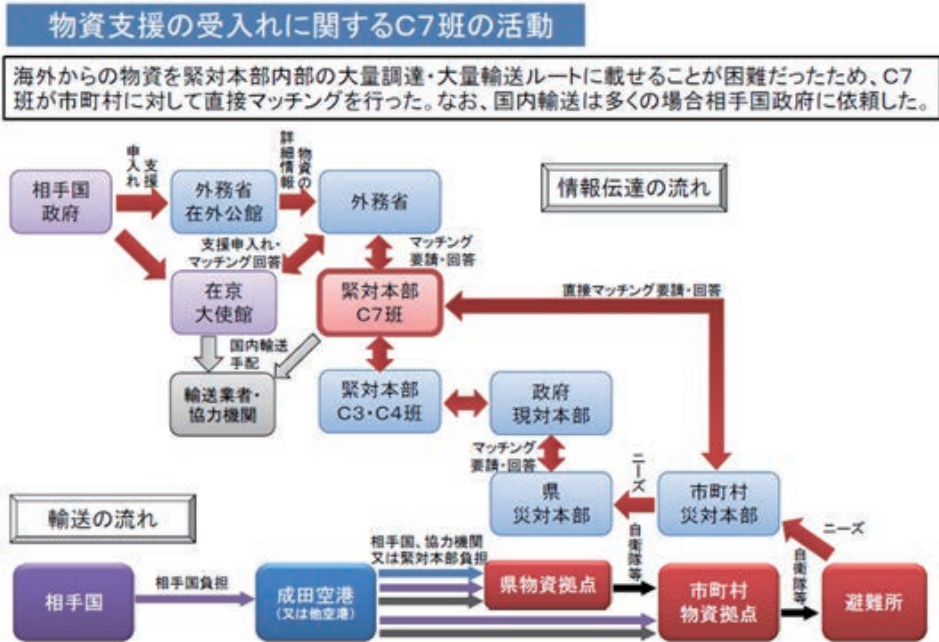 物資支援の受入れに関するC7班の活動
海外からの物資を緊対本部内部の大量調達・大量輸送ルートに載せることが困難だったため、C7
班が市町村に対して直接マッチングを行った。なお、国内輸送は多くの場合相手国政府に依頼した。
情報伝達の流れ
相手国
政府
支援
申入れ
外務省
在外公館
物資の
詳細情報
外務省
支援申入れ・
マッチング回答
マッチング
要請・回答
在京
大使館
緊対本部
C7班
直接マッチング要請・回答
国内輸送
手配
輸送業者・
協力機関
緊対本部
C3・C4班
政府
現対本部
マッチング
要請・回答
県
災対本部
ニーズ
市町村
災対本部
ニーズ
輸送の流れ
相手国
相手国負担
成田空港
(又は他空港)
相手国、協力機関
又は緊対本部負担
県物資拠点
自衛隊等
市町村
物資拠点
自衛隊等
避難所